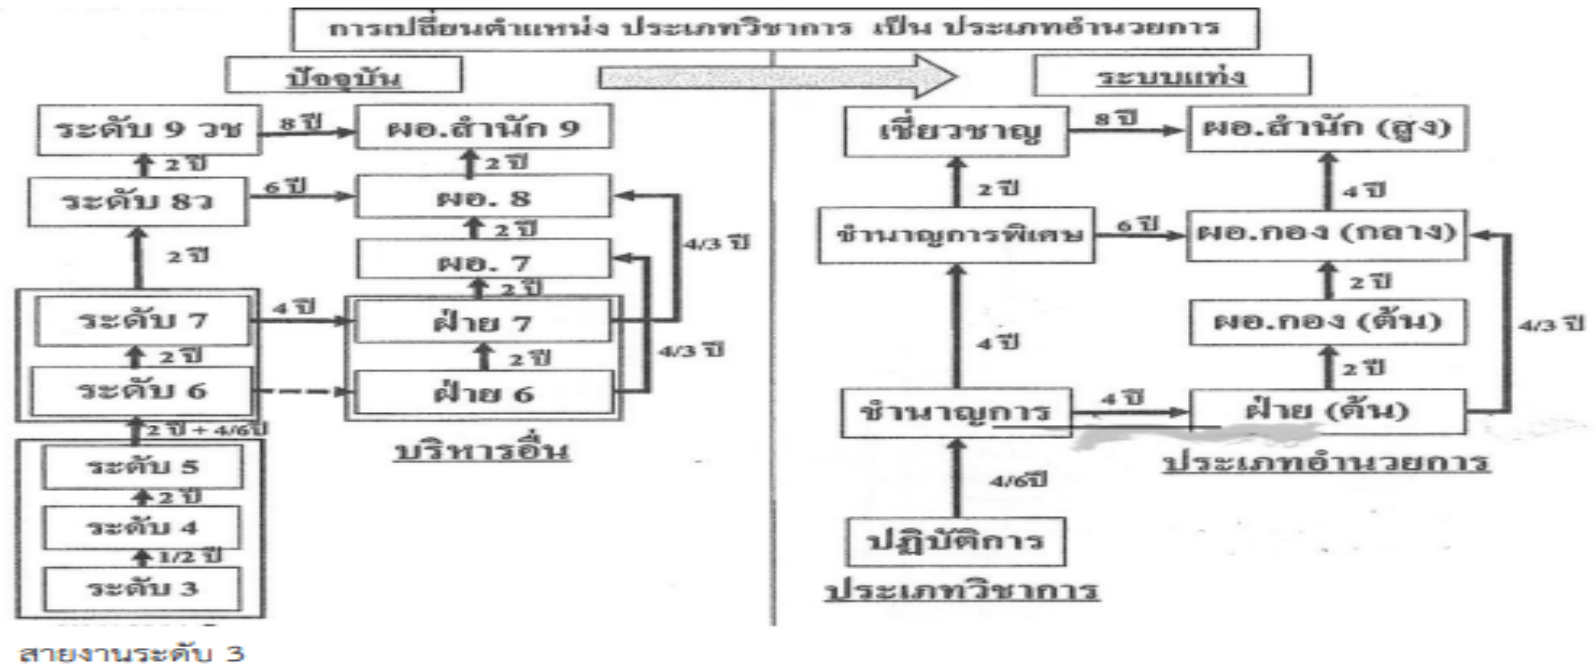 การเปลี่ยนตำแหน่ง ประเภทวิชาการ เป็น ประเภทอำนวยการ
ปัจจุบัน
ระดับ 9 วช
8 ปี
ผอ.สำนัก 9
2 ปี
2 ปี
ระดับ 8ว
6 ปี
ผอ. 8
2 ปี
2 ปี
4/3 ปี
ผอ. 7
2 ปี
ระดับ 7
4 ปี
ฝ่าย 7
2 ปี
2 ปี
4/3 ปี
ระดับ 6
ฝ่าย 6
2 ปี + 4/6ปี
บริหารอื่น
ระดับ 5
2 ปี
ระดับ 4
1/2 ปี
ระดับ 3
สายงานระดับ 3
ระบบแท่ง
เชี่ยวชาญ
8 ปี
ผอ.สำนัก (สูง)
2 ปี
4 ปี
ชำนาญการพิเศษ
6 ปี
ผอ.กอง (กลาง)
2 ปี
4 ปี
ผอ.กอง (ต้น)
4/3 ปี
2 ปี
ชำนาญการ
4 ปี
ฝ่าย (ต้น)
ประเภทอำนวยการ
4/6ปี
ปฏิบัติการ
ประเภทวิชาการ